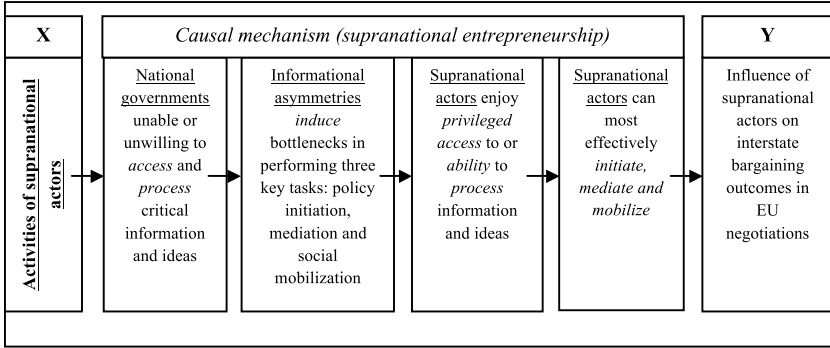 X
Causal mechanism (supranational entrepreneurship)
Y
Activities of supranational
actors
National
governments
unable or
unwilling to
access and
process
critical
information
and ideas
Informational
asymmetries
induce
bottlenecks in
performing three
key tasks: policy
initiation,
mediation and
social
mobilization
Supranational
actors enjoy
privileged
access to or
ability to
process
information
and ideas
Supranational
actors can
most
effectively
initiate,
mediate and
mobilize
Influence of
supranational
actors on
interstate
bargaining
outcomes in
EU
negotiations